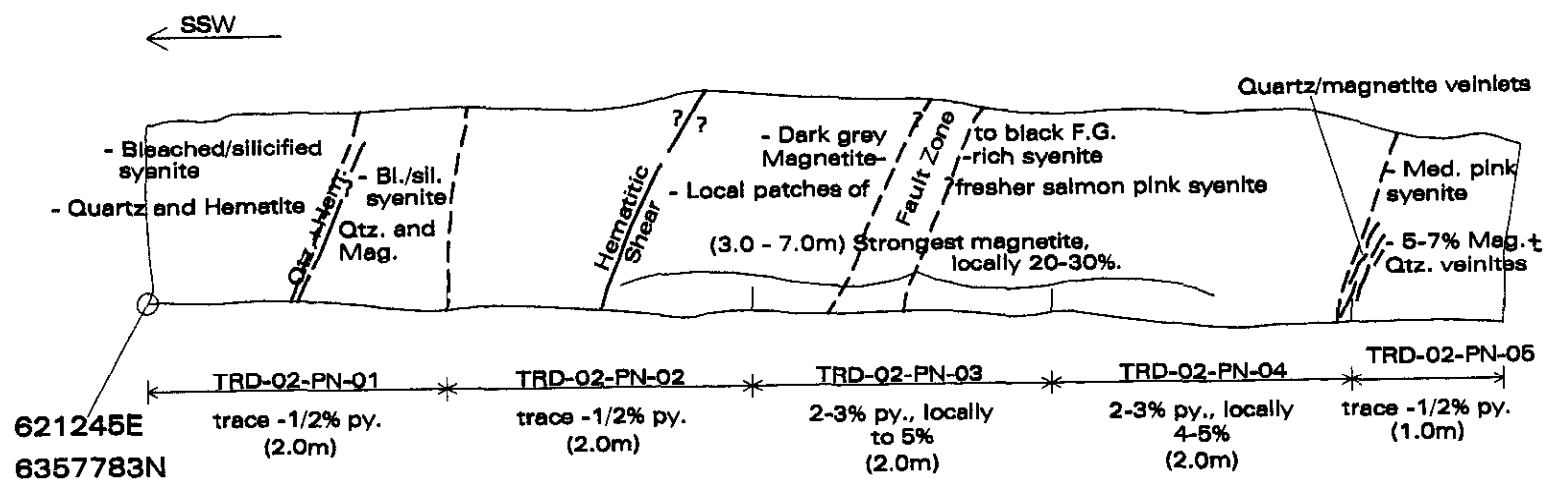 SSW
Quartz/magnetite veinlets
- Bleached/silicified
syenite
- Quartz and Hematite
Qtz + Hem
- Bl./sil.
syenite
Qtz. and
Mag.
Hematitic
Shear
? ?
- Dark grey
Magnetite-
- Local patches of
?
Fault Zone
?
to black F.G.
-rich syenite
fresher salmon pink syenite
(3.0 - 7.0m) Strongest magnetite,
locally 20-30%.
- Med. pink
syenite
- 5-7% Mag.±
Qtz. veinltes
TRD-02-PN-01
trace -1/2% py.
(2.0m)
TRD-02-PN-02
trace -1/2% py.
(2.0m)
TRD-02-PN-03
2-3% py., locally
to 5%
(2.0m)
TRD-02-PN-04
2-3% py., locally
4-5%
(2.0m)
TRD-02-PN-05
trace -1/2% py.
(1.0m)
621245E
6357783N